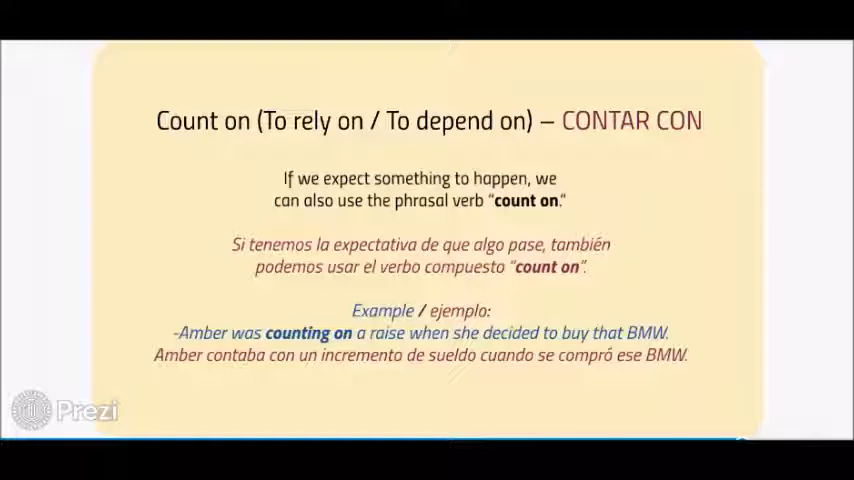 Count on (To rely on / To depend on) – CONTAR CON
If we expect something to happen, we
can also use the phrasal verb “count on.“
Si tenemos la expectativa de que algo pase, también
podemos usar el verbo compuesto “count on”.
Example / ejemplo:
-Amber was counting on a raise when she decided to buy that BMW.
Amber contaba con un incremento de sueldo cuando se compró ese BMW.
Prezi